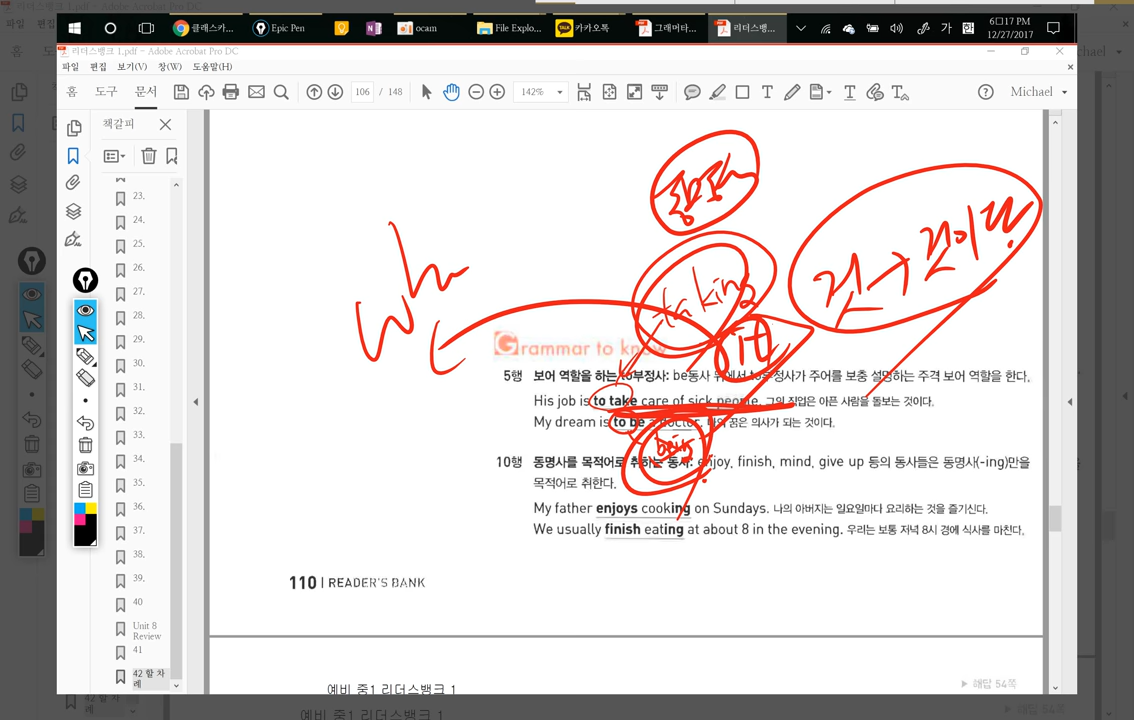 클래스카...
Epic Pen
ocam
File Explo...
카카오톡
그래머타...
리더스뱅...
가
한
6□17 PM
12/27/2017
리더스뱅크 1.pdf - Adobe Acrobat Pro DC
파일 편집 보기(V) 창(W) 도움말(H)
홈 도구 문서
106 / 148
142%
Michael
책갈피
23.
24.
25.
26.
27.
28.
29.
30.
31.
32.
33.
34.
35.
36.
37.
38.
39.
40
Unit 8
Review
41
42 할 차
례
taking
being
Grammar to know
5행 보어 역할을 하는 to부정사: be동사 뒤에서 to부정사가 주어를 보충 설명하는 주격 보어 역할을 한다.
His job is to take care of sick people. 그의 직업은 아픈 사람을 돌보는 것이다.
My dream is to be a doctor. 나의 꿈은 의사가 되는 것이다.
10행 동명사를 목적어로 취하는 동사: enjoy, finish, mind, give up 등의 동사들은 동명사(-ing)만을
목적어로 취한다.
My father enjoys cooking on Sundays. 나의 아버지는 일요일마다 요리하는 것을 즐기신다.
We usually finish eating at about 8 in the evening. 우리는 보통 저녁 8시 경에 식사를 마친다.
110 | READER'S BANK
예비 중1 리더스뱅크 1
▶ 해답 54쪽